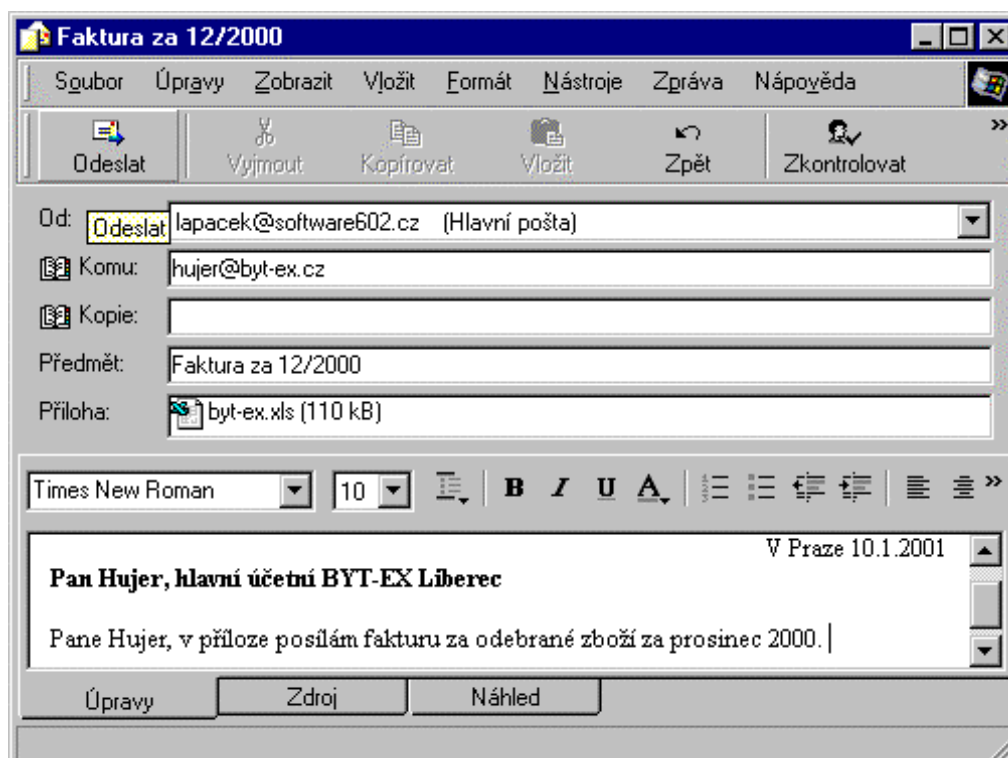 Faktura za 12/2000
Soubor Úpravy Zobrazit Vložit Formát Nástroje Zpráva Nápověda
Odeslat Vyjmout Kopírovat Vložit Zpět Zkontrolovat »
Od: Odeslat lapacek@software602.cz (Hlavní pošta)
Komu: hujer@byt-ex.cz
Kopie:
Předmět: Faktura za 12/2000
Příloha: byt-ex.xls (110 kB)
Times New Roman 10 B I U A »
V Praze 10.1.2001
Pan Hujer, hlavní účetní BYT-EX Liberec
Pane Hujer, v příloze posílám fakturu za odebrané zboží za prosinec 2000.
Úpravy Zdroj Náhled